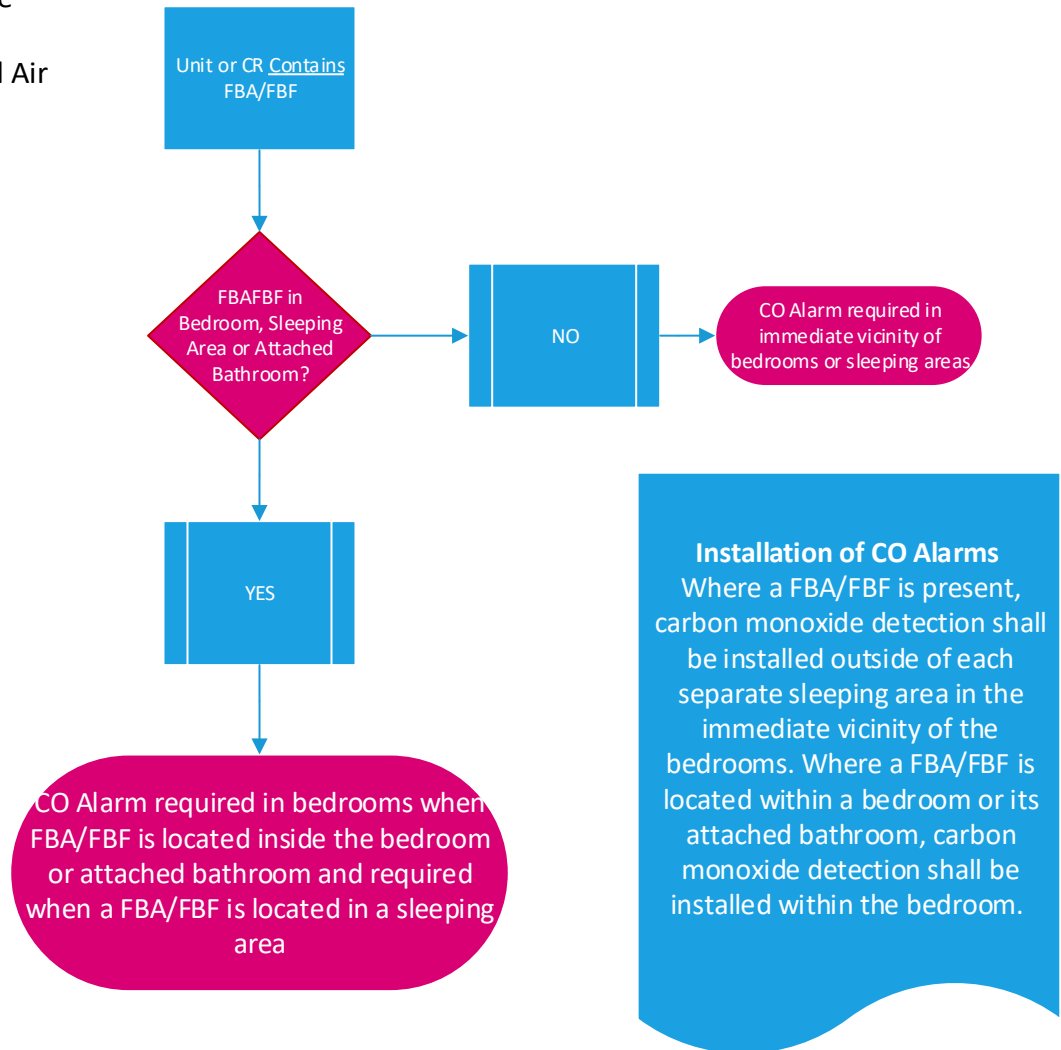 c
l Air
Unit or CR Contains
FBA/FBF
FBAFBF in
Bedroom, Sleeping
Area or Attached
Bathroom?
NO
CO Alarm required in
immediate vicinity of
bedrooms or sleeping areas
YES
CO Alarm required in bedrooms when
FBA/FBF is located inside the bedroom
or attached bathroom and required
when a FBA/FBF is located in a sleeping
area
Installation of CO Alarms
Where a FBA/FBF is present,
carbon monoxide detection shall
be installed outside of each
separate sleeping area in the
immediate vicinity of the
bedrooms. Where a FBA/FBF is
located within a bedroom or its
attached bathroom, carbon
monoxide detection shall be
installed within the bedroom.